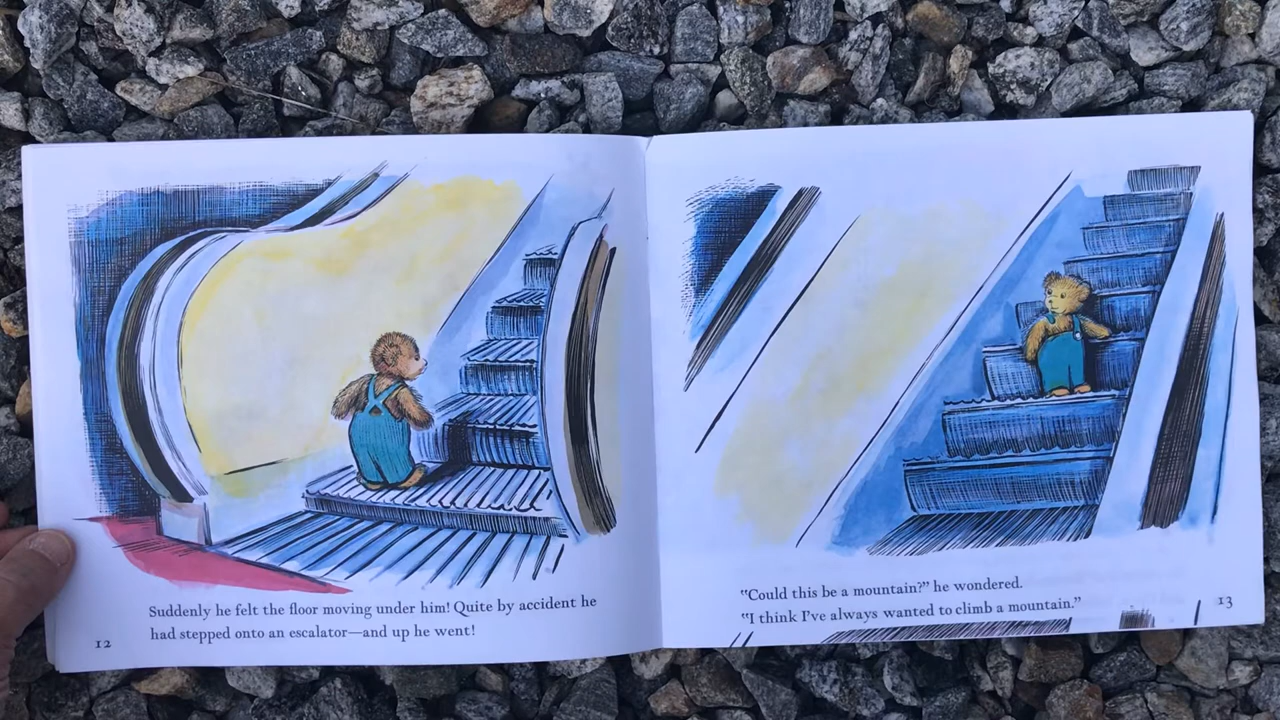 Suddenly he felt the floor moving under him! Quite by accident he
had stepped onto an escalator—and up he went!
12
"Could this be a mountain?" he wondered.
"I think I've always wanted to climb a mountain."
13